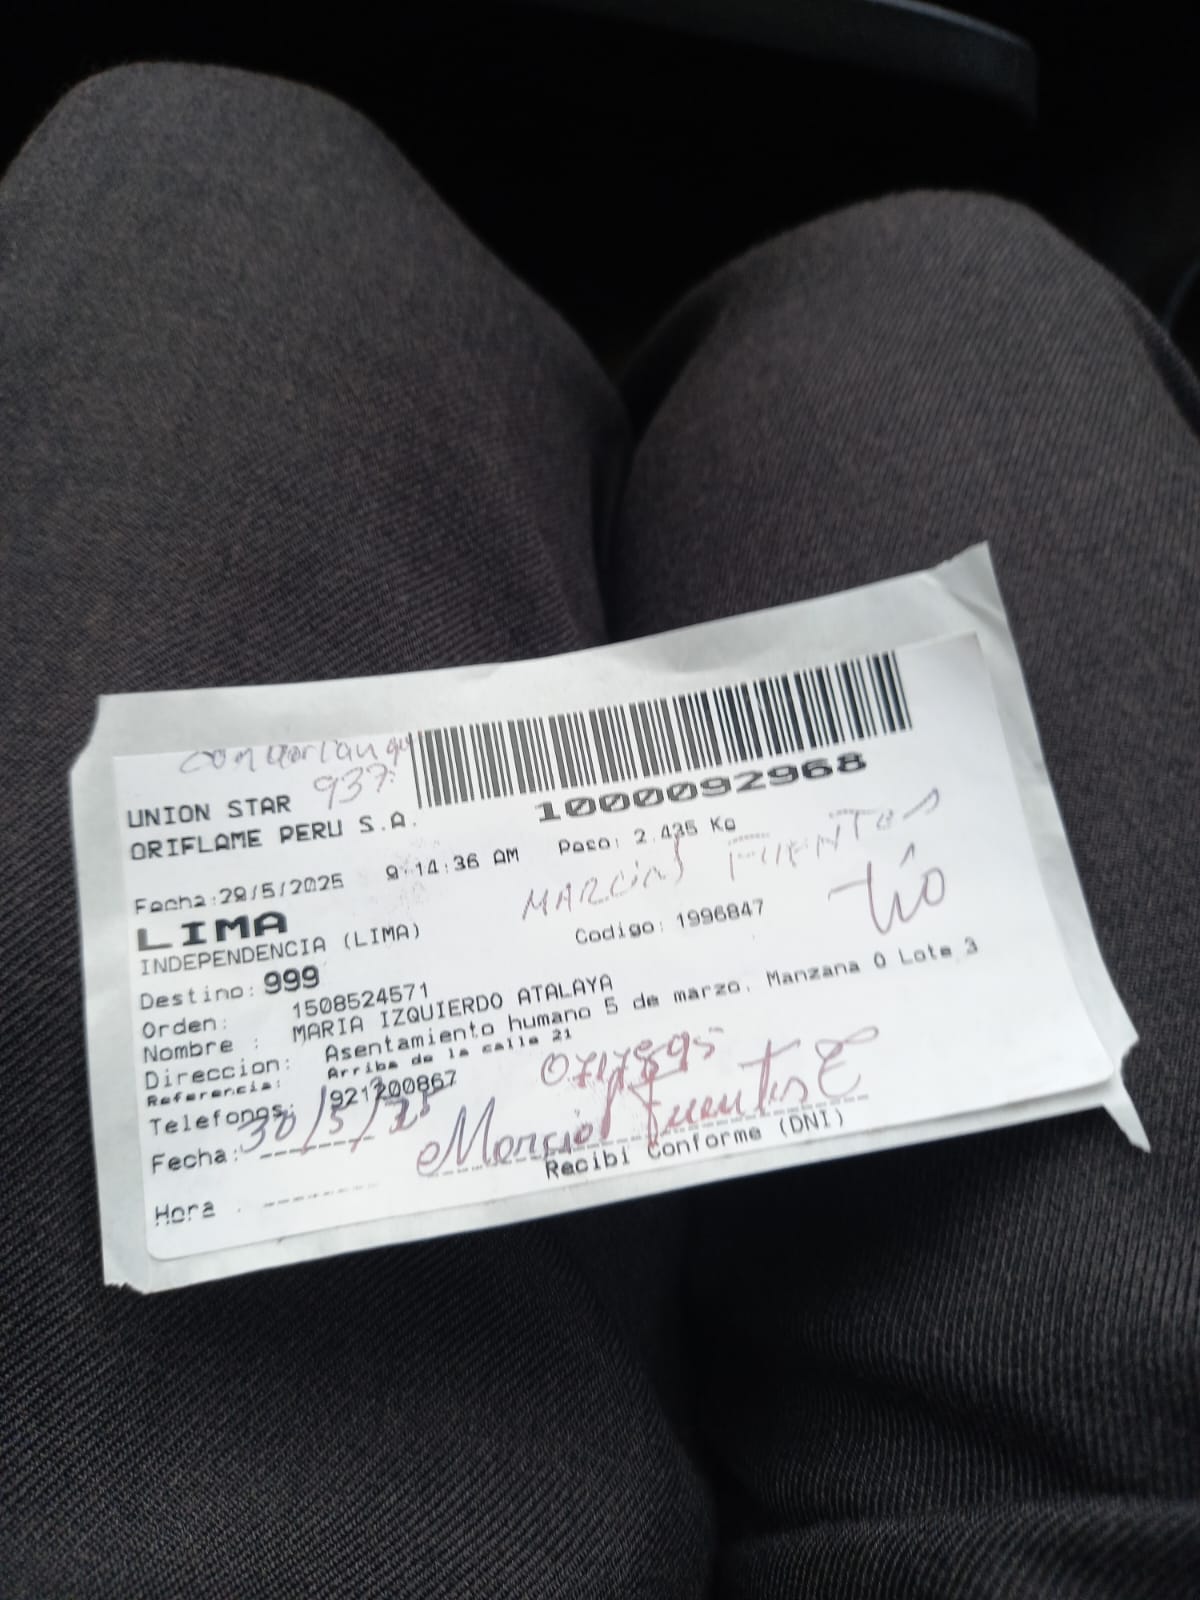 937
UNION STAR
ORIFLAME PERU S.A.
1000092968
Fecha:29/5/2025 9:14:36 AM Peso: 2.435 Kg
LIMA
MARCIAL FUENTES
INDEPENDENCIA (LIMA) Codigo: 1996847 tío
Destino: 999
Orden: 1508524571
Nombre : MARIA IZQUIERDO ATALAYA
Direccion: Asentamiento humano 5 de marzo. Manzana O Lote 3
Referencia: Arriba de la calle 21
Telefonos: 921200867
Fecha: 30/5/25 Marcial Fuentes E
Recibi Conforme (DNI)
Hora